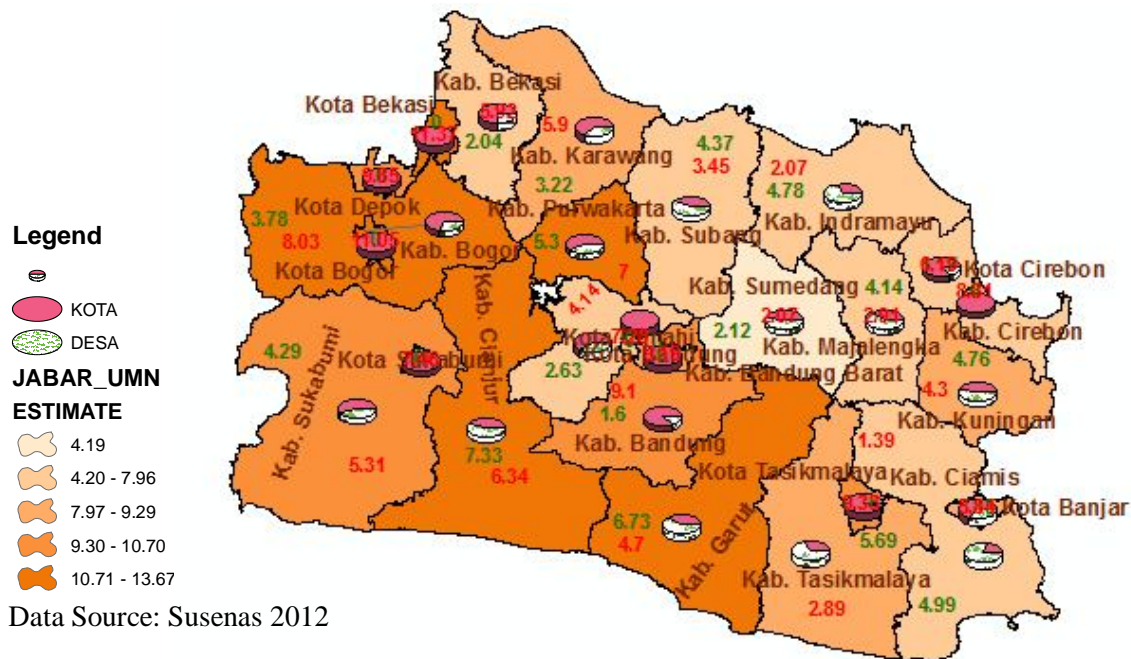 Legend
KOTA
DESA
JABAR_UMN
ESTIMATE
4.19
4.20 - 7.96
7.97 - 9.29
9.30 - 10.70
10.71 - 13.67
Data Source: Susenas 2012
Kab. Bekasi
Kota Bekasi
2.04
5.9
Kab. Karawang
3.22
4.37
3.45
2.07
4.78
Kab. Indramayu
Kota Depok
3.78
8.03
Kab. Bogor
Kota Bogor
Kab. Purwakarta
5.3
7
Kab. Subang
Kota Cirebon
Kab. Sumedang
4.14
2.12
Kab. Majalengka
Kab. Cirebon
4.76
4.3
Kab. Kuningan
4.14
2.63
Kab. Bandung Barat
9.1
1.6
Kab. Bandung
4.29
Kab. Sukabumi
5.31
Kab. Cianjur
7.33
6.34
Kota Tasikmalaya
1.39
Kab. Ciamis
Kota Banjar
6.73
4.7
Kab. Garut
5.69
Kab. Tasikmalaya
2.89
4.99